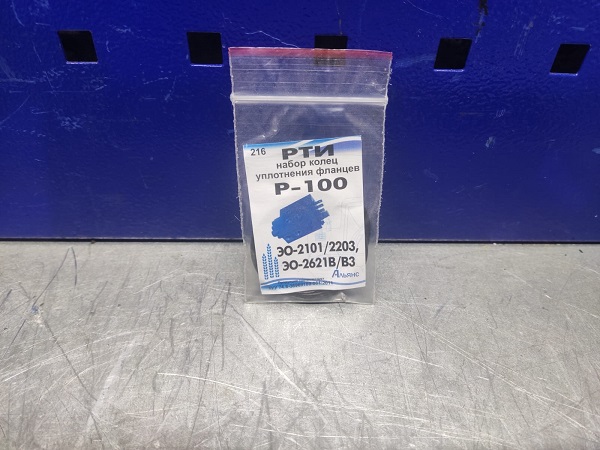 216
РТИ
набор колец
уплотнения фланцев
Р-100
ЭО-2101/2203,
ЭО-2621В/В3
Альянс